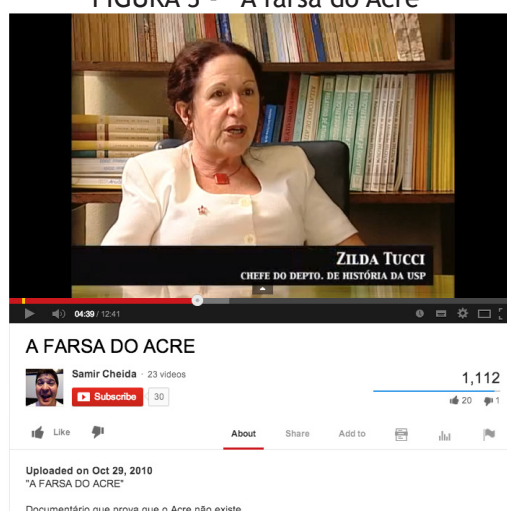 FIGURA 3 - "A farsa do Acre"
ZILDA TUCCI
CHEFE DO DEPTO. DE HISTÓRIA DA USP
04:39 / 12:41
A FARSA DO ACRE
Samir Cheida · 23 videos
Subscribe 30
1,112
20 1
Like
About Share Add to
Uploaded on Oct 29, 2010
"A FARSA DO ACRE"
Documentário que prova que o Acre não existe